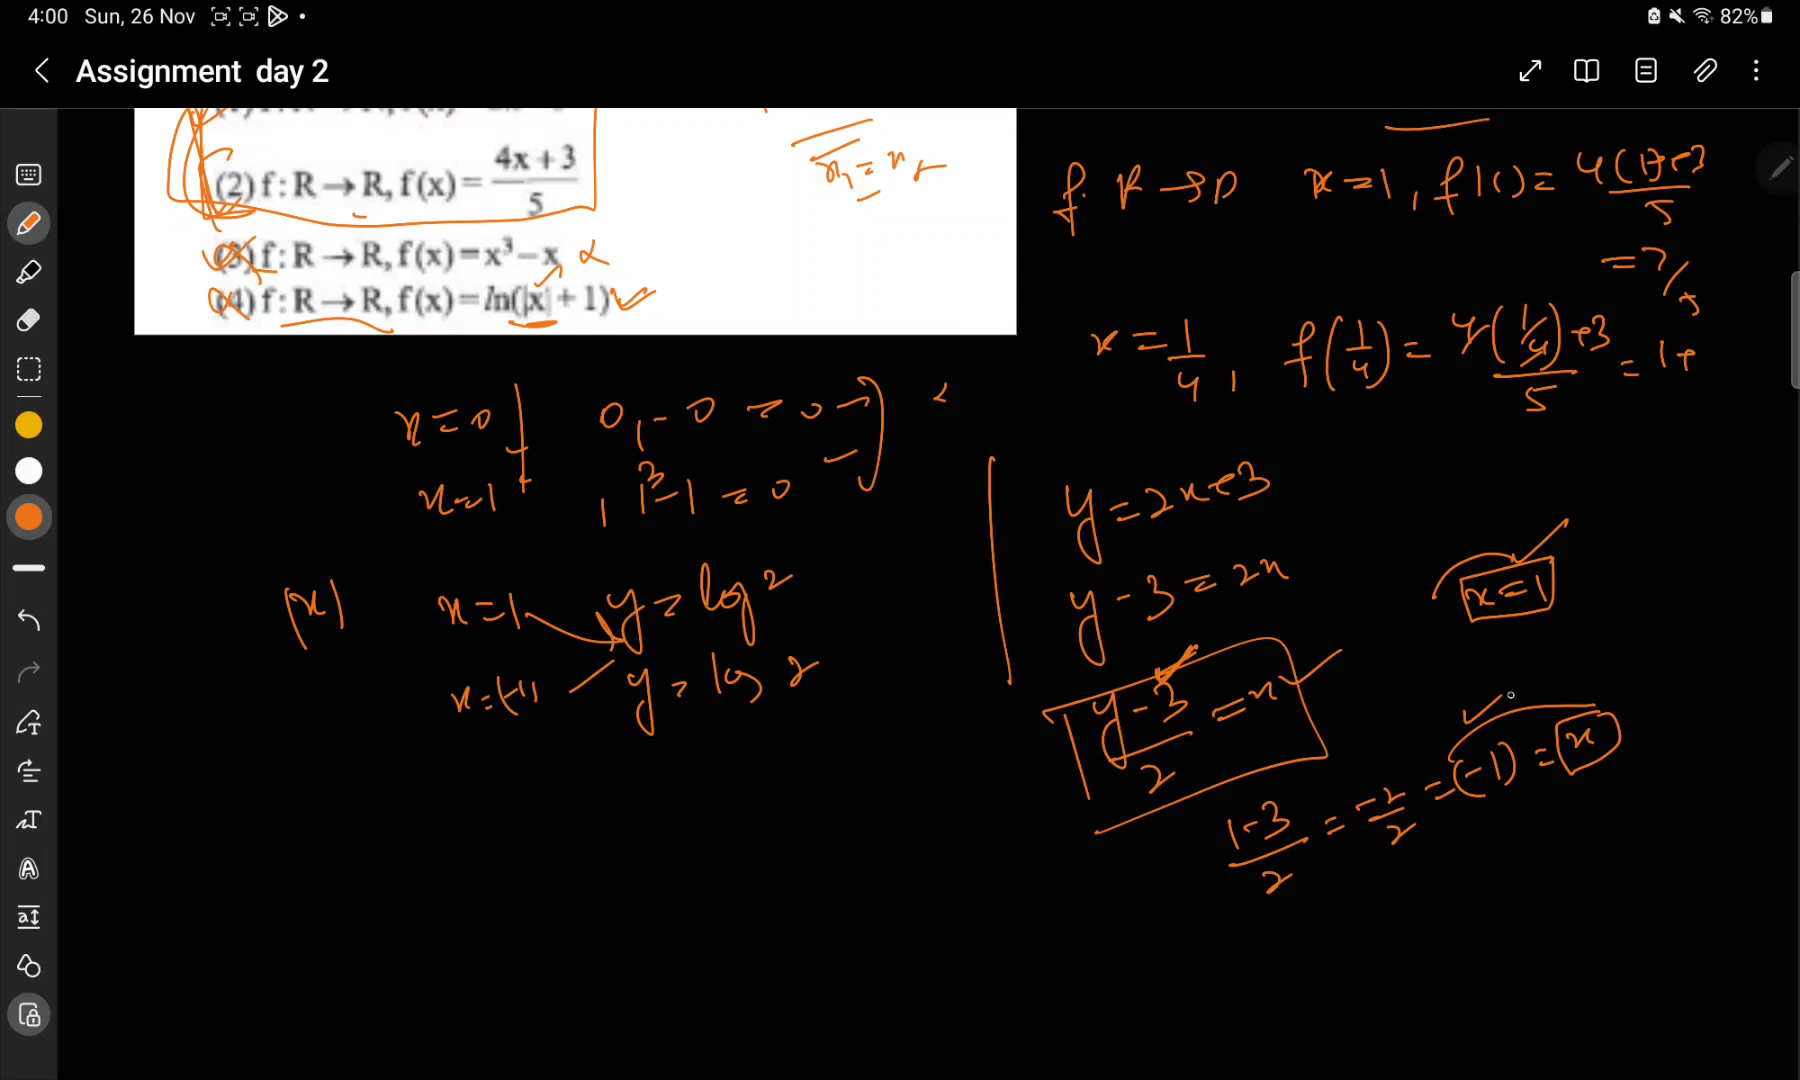 4:00 Sun, 26 Nov
82%
Assignment day 2
(2) f : R → R, f(x) = (4x + 3)/5
(3) f : R → R, f(x) = x³ − x
(4) f : R → R, f(x) = ln(|x| + 1)
x = 1, f(1) = (4(1)+3)/5
= 7/5
x = 1/4, f(1/4) = (4(1/4)+3)/5 = 1+
x = 0 0 - 0 = 0
x = 1 1³ - 1 = 0
y = 2x+3
y - 3 = 2x
(y - 3)/2 = x
x = 1
|x| x = 1 y = log 2
y = log 2
(1-3)/2 = -2/2 = (-1) = x